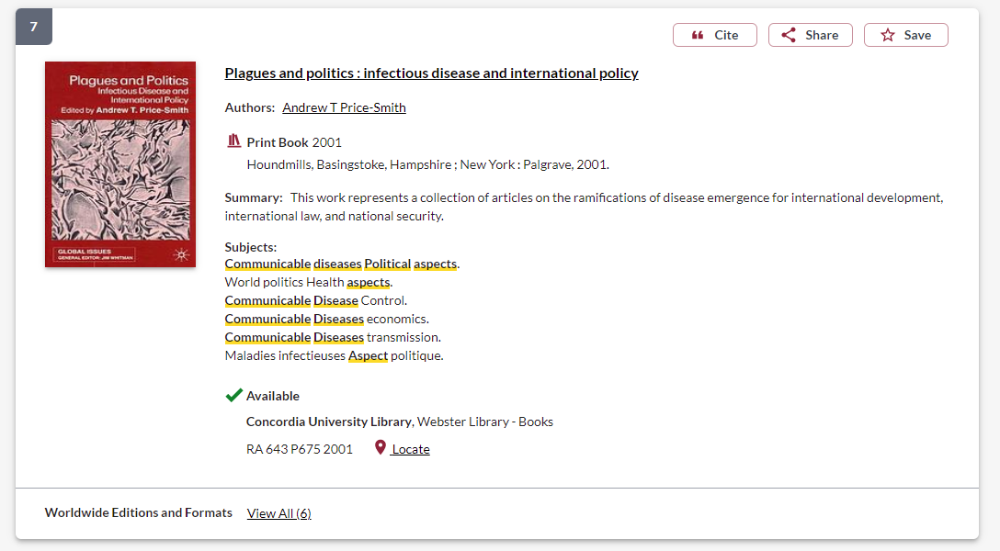 7
Cite
Share
Save
Plagues and Politics
Infectious Disease and
International Policy
Edited by Andrew T. Price-Smith
GLOBAL ISSUES
GENERAL EDITOR: JIM WHITMAN
Plagues and politics : infectious disease and international policy
Authors: Andrew T Price-Smith
Print Book 2001
Houndmills, Basingstoke, Hampshire ; New York : Palgrave, 2001.
Summary: This work represents a collection of articles on the ramifications of disease emergence for international development,
international law, and national security.
Subjects:
Communicable diseases Political aspects.
World politics Health aspects.
Communicable Disease Control.
Communicable Diseases economics.
Communicable Diseases transmission.
Maladies infectieuses Aspect politique.
Available
Concordia University Library, Webster Library - Books
RA 643 P675 2001 Locate
Worldwide Editions and Formats View All (6)